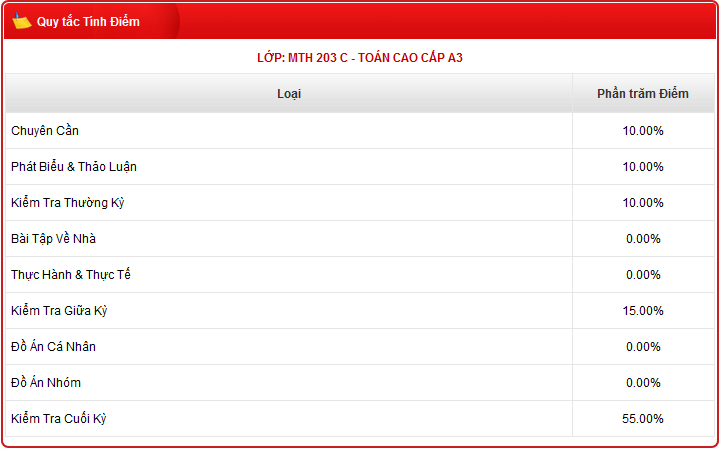 Quy tắc Tính Điểm
LỚP: MTH 203 C - TOÁN CAO CẤP A3
Loại Phần trăm Điểm
Chuyên Cần 10.00%
Phát Biểu & Thảo Luận 10.00%
Kiểm Tra Thường Kỳ 10.00%
Bài Tập Về Nhà 0.00%
Thực Hành & Thực Tế 0.00%
Kiểm Tra Giữa Kỳ 15.00%
Đồ Án Cá Nhân 0.00%
Đồ Án Nhóm 0.00%
Kiểm Tra Cuối Kỳ 55.00%